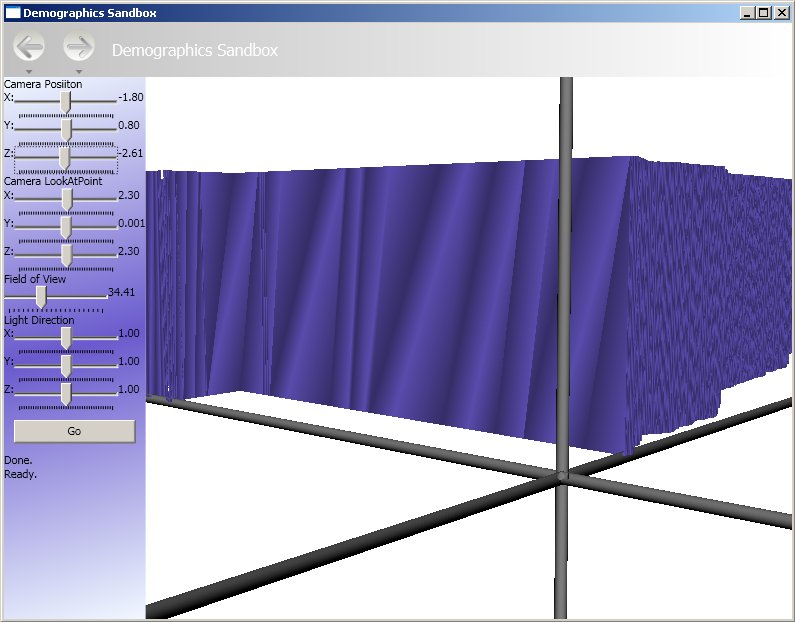 Demographics Sandbox
Demographics Sandbox
Camera Posiiton
X: -1.80
Y: 0.80
Z: -2.61
Camera LookAtPoint
X: 2.30
Y: 0.001
Z: 2.30
Field of View
34.41
Light Direction
X: 1.00
Y: 1.00
Z: 1.00
Go
Done.
Ready.